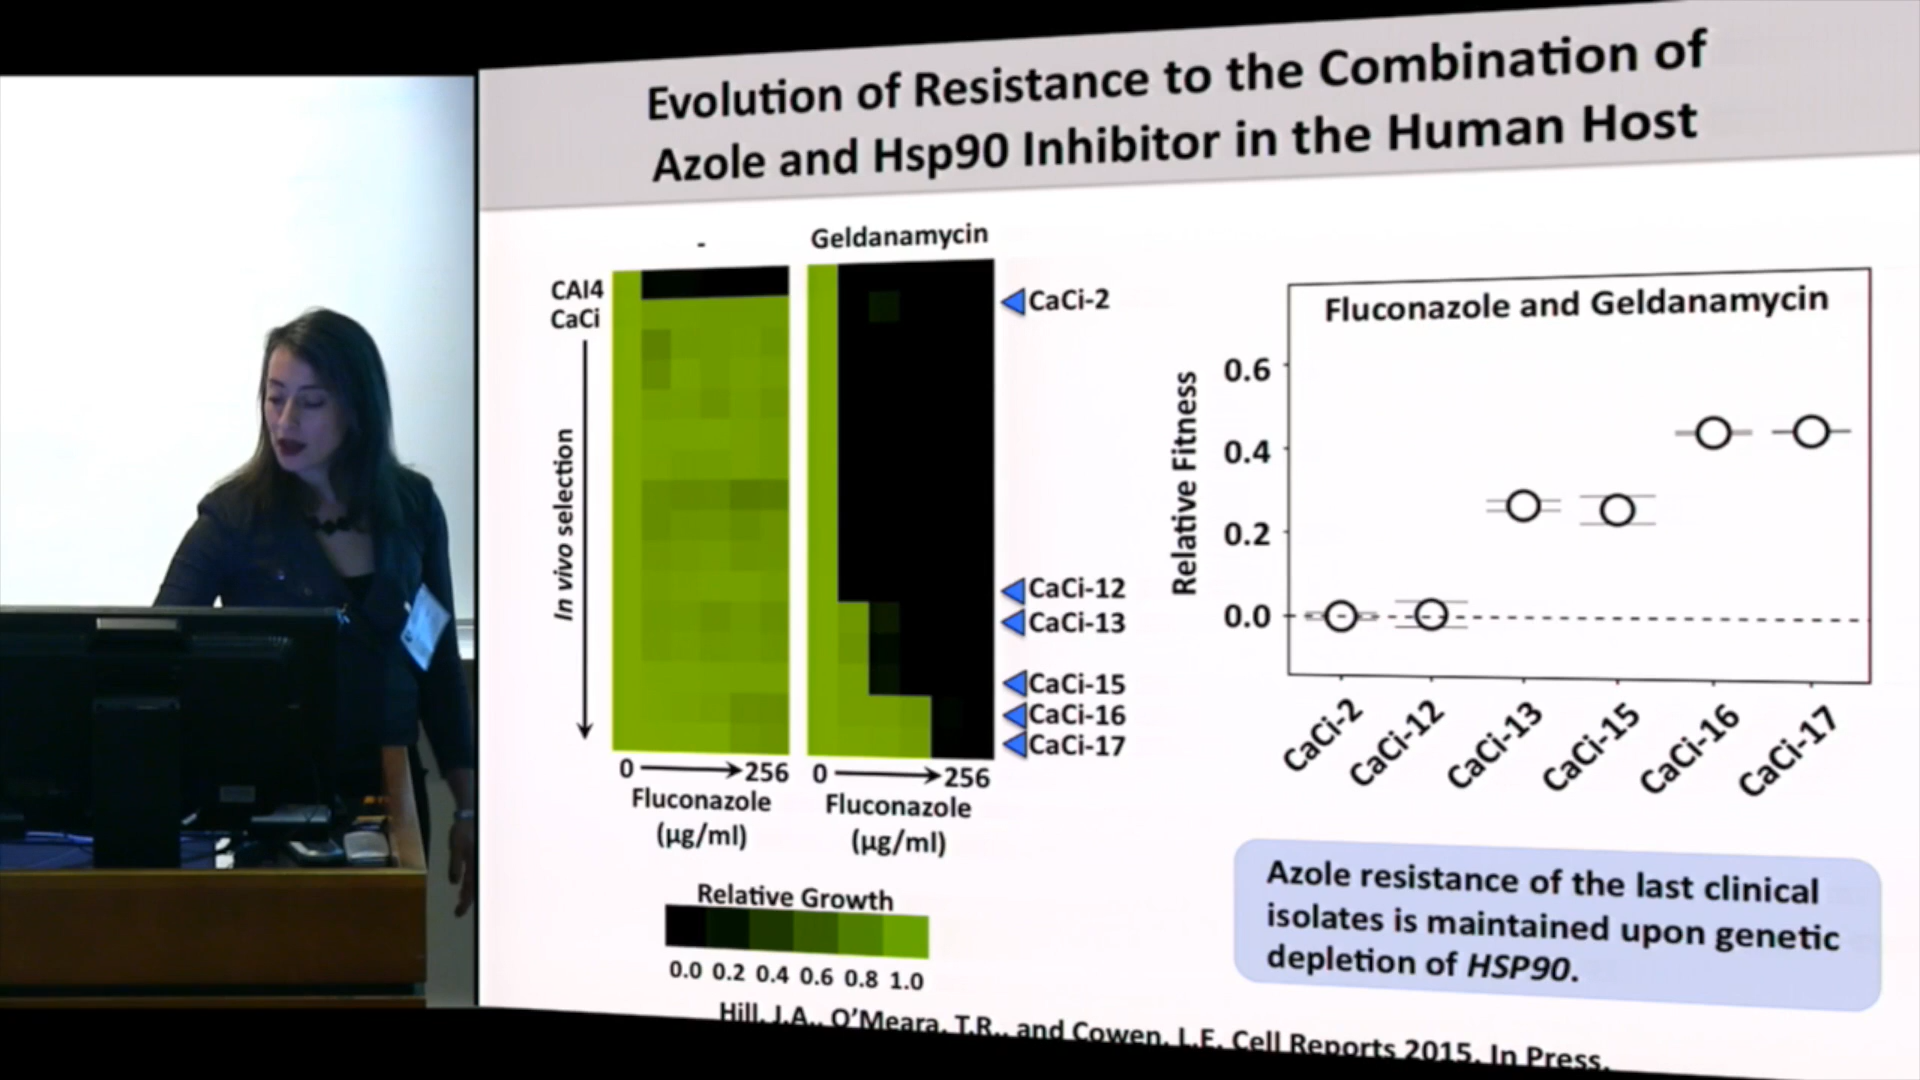 Evolution of Resistance to the Combination of
Azole and Hsp90 Inhibitor in the Human Host
-
Geldanamycin
CAI4
CaCi
In vivo selection
CaCi-2
CaCi-12
CaCi-13
CaCi-15
CaCi-16
CaCi-17
0
256
Fluconazole
(µg/ml)
0
256
Fluconazole
(µg/ml)
Relative Growth
0.0 0.2 0.4 0.6 0.8 1.0
Fluconazole and Geldanamycin
Relative Fitness
0.6
0.4
0.2
0.0
CaCi-2
CaCi-12
CaCi-13
CaCi-15
CaCi-16
CaCi-17
Azole resistance of the last clinical
isolates is maintained upon genetic
depletion of HSP90.
Hill, J.A., O'Meara, T.R., and Cowen, L.E. Cell Reports 2015. In Press.